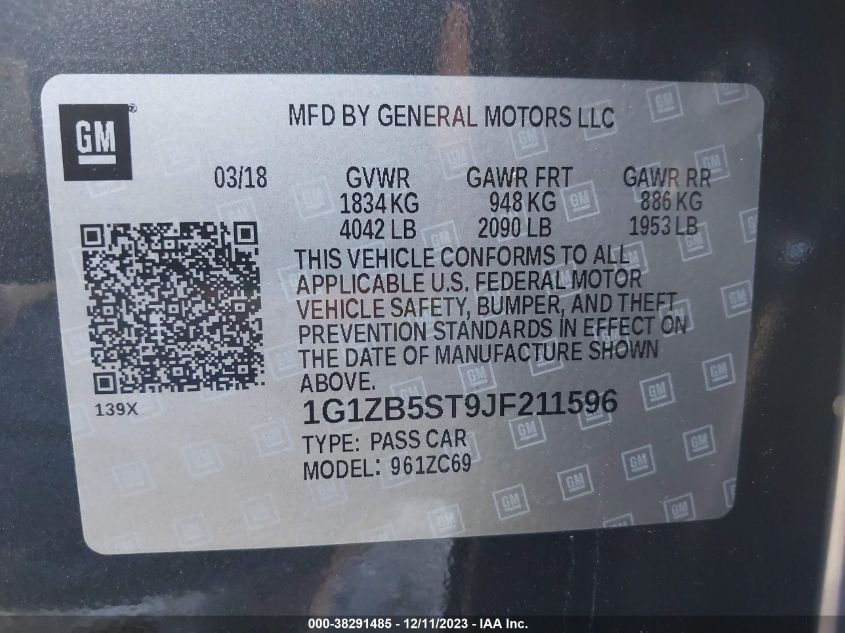 GM
MFD BY GENERAL MOTORS LLC
03/18 GVWR GAWR FRT GAWR RR
1834 KG 948 KG 886 KG
4042 LB 2090 LB 1953 LB
THIS VEHICLE CONFORMS TO ALL
APPLICABLE U.S. FEDERAL MOTOR
VEHICLE SAFETY, BUMPER, AND THEFT
PREVENTION STANDARDS IN EFFECT ON
THE DATE OF MANUFACTURE SHOWN
ABOVE.
139X
1G1ZB5ST9JF211596
TYPE: PASS CAR
MODEL: 961ZC69
000-38291485 - 12/11/2023 - IAA Inc.